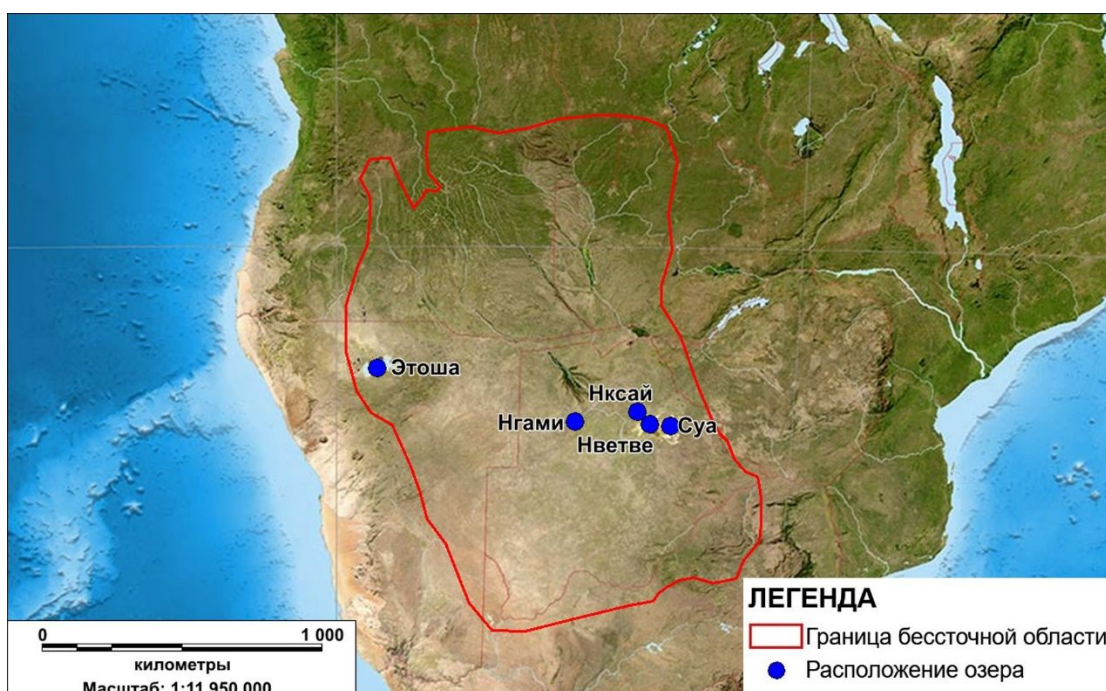 Этоша
Нксай
Нгами
Суа
Нветве
ЛЕГЕНДА
Граница бессточной области
Расположение озера
0 1 000
километры
Масштаб: 1:11 950 000